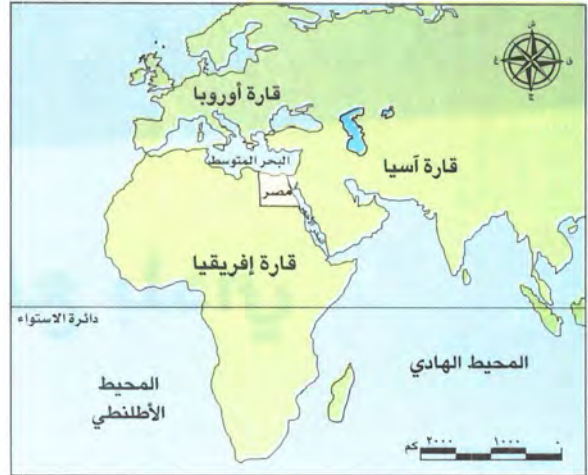 ش
غ
ق
ج
قارة أوروبا
البحر المتوسط
قارة آسيا
مصر
قارة إفريقيا
دائرة الاستواء
المحيط الهادي
المحيط
الأطلنطي
٢٠٠٠ ١٠٠٠ ٠
كم